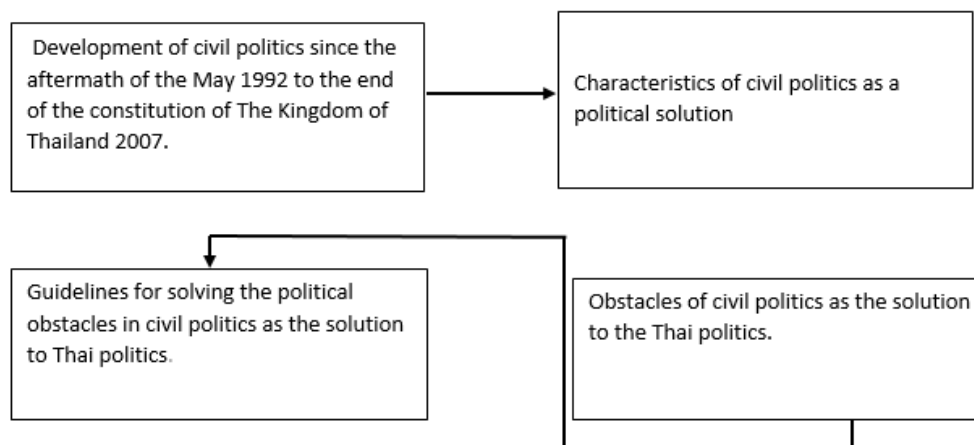 Development of civil politics since the
aftermath of the May 1992 to the end
of the constitution of The Kingdom of
Thailand 2007.
Characteristics of civil politics as a
political solution
Guidelines for solving the political
obstacles in civil politics as the solution
to Thai politics.
Obstacles of civil politics as the solution
to the Thai politics.